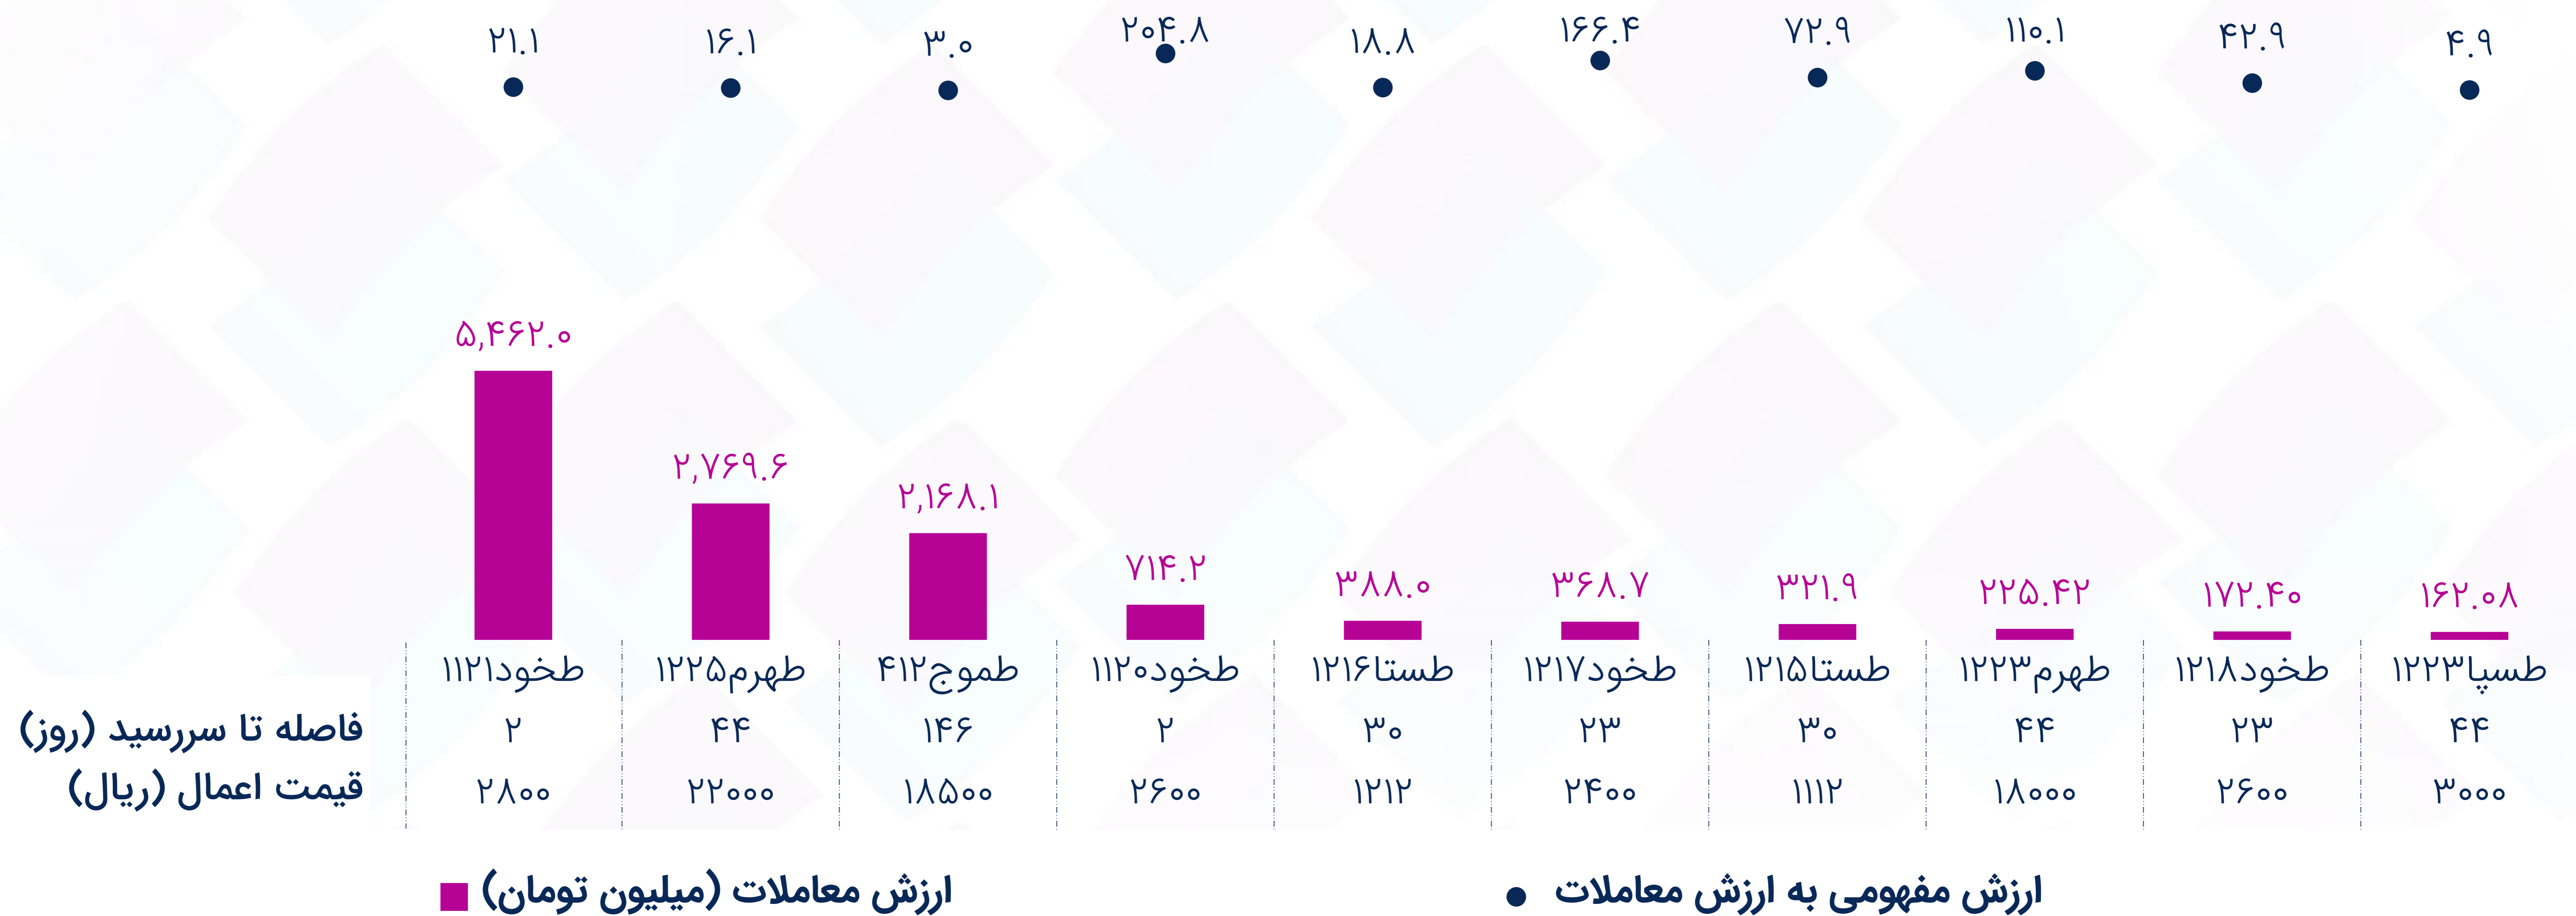 ۲۱.۱ ۱۶.۱ ۳.۰ ۲۰۴.۸ ۱۸.۸ ۱۶۶.۴ ۷۲.۹ ۱۱۰.۱ ۴۲.۹ ۴.۹
۵,۴۶۲.۰ ۲,۷۶۹.۶ ۲,۱۶۸.۱ ۷۱۴.۲ ۳۸۸.۰ ۳۶۸.۷ ۳۲۱.۹ ۲۲۵.۴۲ ۱۷۲.۴۰ ۱۶۲.۰۸
طخود۱۱۲۱ طهرم۱۲۲۵ طموج۴۱۲ طخود۱۱۲۰ طستا۱۲۱۶ طخود۱۲۱۷ طستا۱۲۱۵ طهرم۱۲۲۳ طخود۱۲۱۸ طسپا۱۲۲۳
فاصله تا سررسید (روز) ۲ ۴۴ ۱۴۶ ۲ ۳۰ ۲۳ ۳۰ ۴۴ ۲۳ ۴۴
قیمت اعمال (ریال) ۲۸۰۰ ۲۲۰۰۰ ۱۸۵۰۰ ۲۶۰۰ ۱۲۱۲ ۲۴۰۰ ۱۱۱۲ ۱۸۰۰۰ ۲۶۰۰ ۳۰۰۰
ارزش معاملات (میلیون تومان) ارزش مفهومی به ارزش معاملات